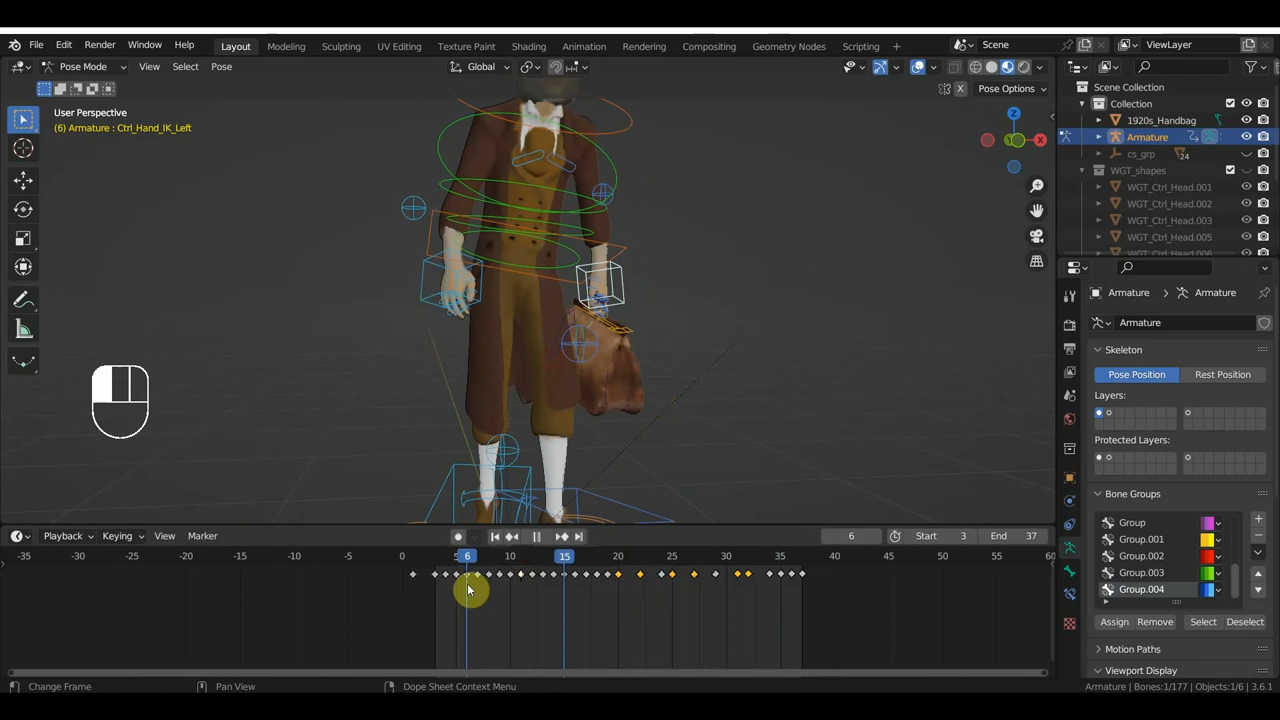 File Edit Render Window Help Layout Modeling Sculpting UV Editing Texture Paint Shading Animation Rendering Compositing Geometry Nodes Scripting + Scene ViewLayer
Pose Mode View Select Pose Global
X Pose Options
User Perspective
(6) Armature : Ctrl_Hand_IK_Left
Z
X
Scene Collection
Collection
1920s_Handbag
Armature
cs_grp 24
WGT_shapes
WGT_Ctrl_Head.001
WGT_Ctrl_Head.002
WGT_Ctrl_Head.003
WGT_Ctrl_Head.005
WGT_Ctrl_Head.006
Armature > Armature
Armature
Skeleton
Pose Position Rest Position
Layers:
Protected Layers:
Bone Groups
Group
Group.001
Group.002
Group.003
Group.004
Assign Remove Select Deselect
Motion Paths
Viewport Display
Playback Keying View Marker 6 Start 3 End 37
-35 -25 -20 -15 -10 -5 0 5 6 10 15 20 25 30 35 40 45 50 55 60
Change Frame Pan View Dope Sheet Context Menu Armature | Bones:1/177 | Objects:1/6 | 3.6.1